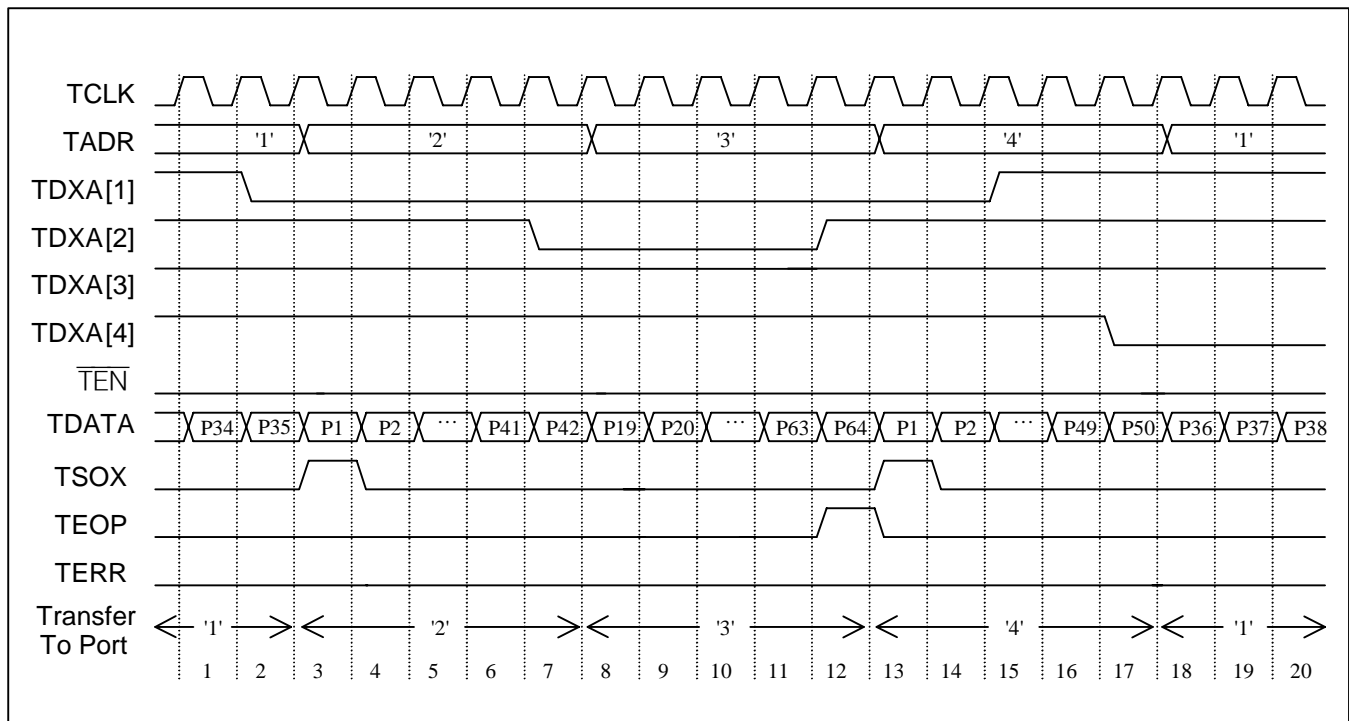 TCLK
TADR '1' '2' '3' '4' '1'
TDXA[1]
TDXA[2]
TDXA[3]
TDXA[4]
TEN
TDATA P34 P35 P1 P2 ... P41 P42 P19 P20 ... P63 P64 P1 P2 ... P49 P50 P36 P37 P38
TSOX
TEOP
TERR
Transfer
To Port '1' '2' '3' '4' '1'
1 2 3 4 5 6 7 8 9 10 11 12 13 14 15 16 17 18 19 20